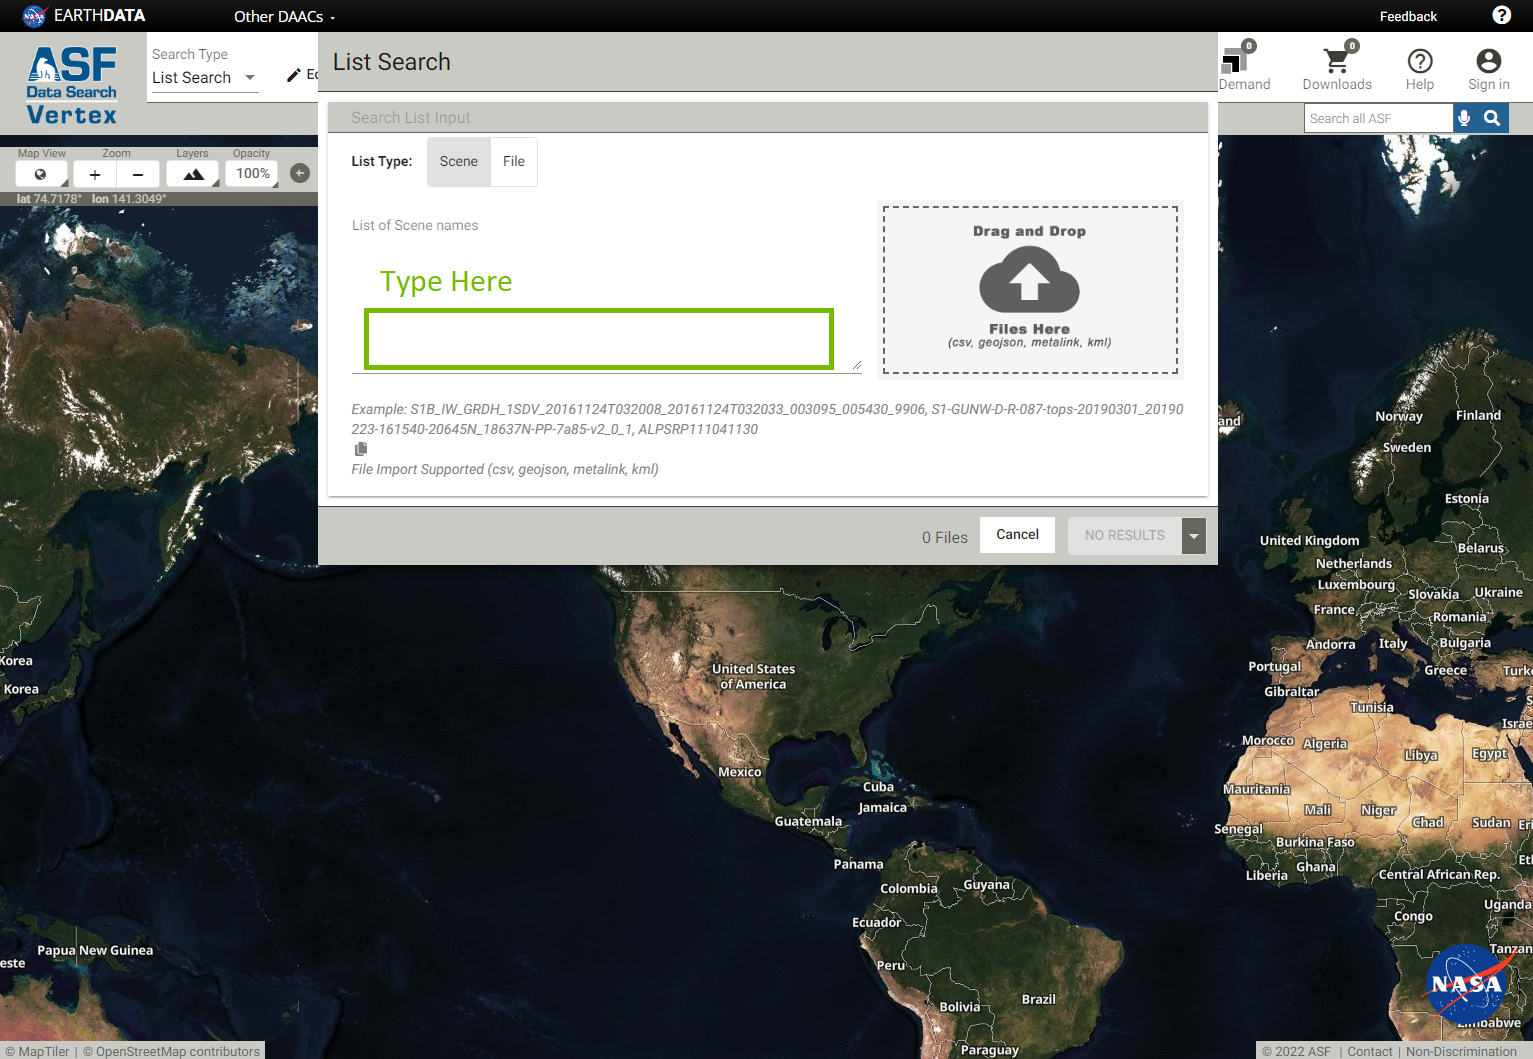 NASA EARTHDATA
Other DAACs
Feedback
?
ASF
Data Search
Vertex
Search Type
List Search
List Search
0
Demand
0
Downloads
Help
Sign in
Search all ASF
Map View
Zoom
Layers
Opacity
+
−
100%
lat 74.7178° lon 141.3049°
Search List Input
List Type:
Scene
File
List of Scene names
Type Here
Drag and Drop
Files Here
(csv, geojson, metalink, kml)
Example: S1B_IW_GRDH_1SDV_20161124T032008_20161124T032033_003095_005430_9906, S1-GUNW-D-R-087-tops-20190301_20190
223-161540-20645N_18637N-PP-7a85-v2_0_1, ALPSRP111041130
File Import Supported (csv, geojson, metalink, kml)
0 Files
Cancel
NO RESULTS
and
Norway
Finland
Sweden
Estonia
United Kingdom
Belarus
Netherlands
Luxembourg
Slovakia
Ukraine
France
Romania
Andorra
Italy
Bulgaria
Portugal
Greece
Turke
Gibraltar
Tunisia
Israe
Morocco
Algeria
Libya
Egypt
Mauritania
Mali
Niger
Chad
Sudan
Eri
Senegal
Burkina Faso
Ghana
Liberia
Central African Rep.
Eth
Uganda
Congo
Tanzan
Zimbabwe
Korea
Korea
United States
of America
Mexico
Cuba
Jamaica
Guatemala
Panama
Colombia
Guyana
Ecuador
Peru
Brazil
Bolivia
Paraguay
Papua New Guinea
este
NASA
© MapTiler | © OpenStreetMap contributors
© 2022 ASF | Contact | Non-Discrimination